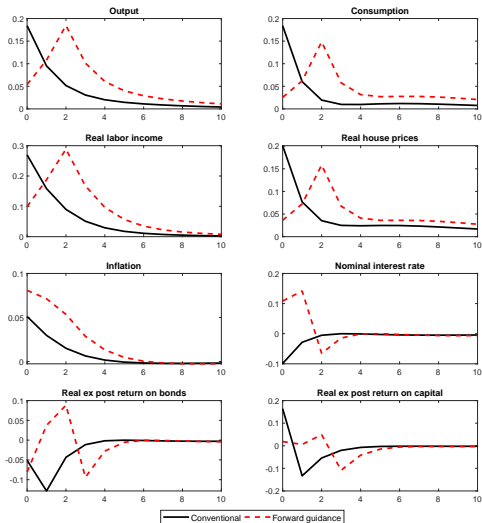 Output
Consumption
0.2
0.15
0.1
0.05
0
0 2 4 6 8 10
0.2
0.15
0.1
0.05
0
0 2 4 6 8 10
Real labor income
Real house prices
0.3
0.2
0.1
0
0 2 4 6 8 10
0.2
0.15
0.1
0.05
0
0 2 4 6 8 10
Inflation
Nominal interest rate
0.1
0.05
0
0 2 4 6 8 10
0.2
0.1
0
-0.1
0 2 4 6 8 10
Real ex post return on bonds
Real ex post return on capital
0.1
0.05
0
-0.05
-0.1
0 2 4 6 8 10
0.2
0.1
0
-0.1
-0.2
0 2 4 6 8 10
Conventional Forward guidance